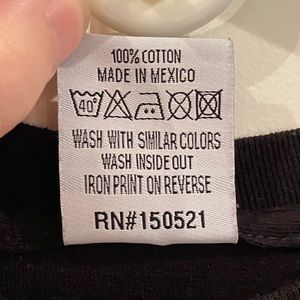 100% COTTON
MADE IN MEXICO
40°
WASH WITH SIMILAR COLORS
WASH INSIDE OUT
IRON PRINT ON REVERSE
RN#150521